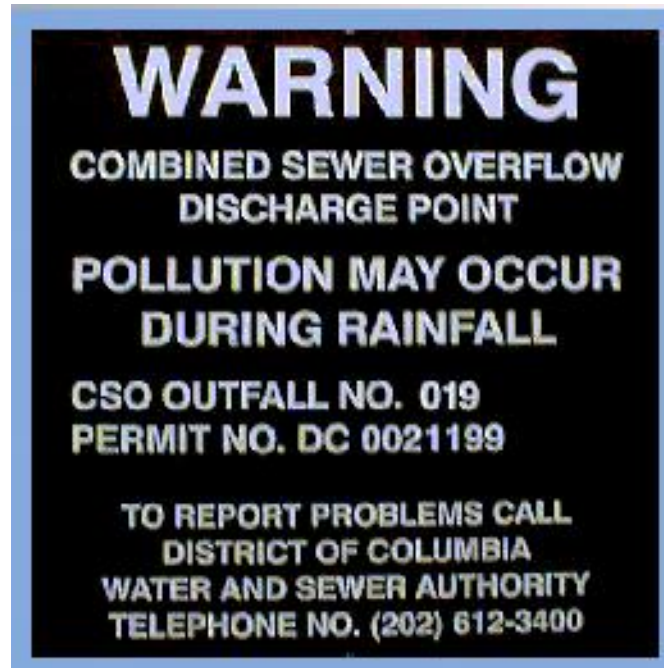 WARNING
COMBINED SEWER OVERFLOW
DISCHARGE POINT
POLLUTION MAY OCCUR
DURING RAINFALL
CSO OUTFALL NO. 019
PERMIT NO. DC 0021199
TO REPORT PROBLEMS CALL
DISTRICT OF COLUMBIA
WATER AND SEWER AUTHORITY
TELEPHONE NO. (202) 612-3400